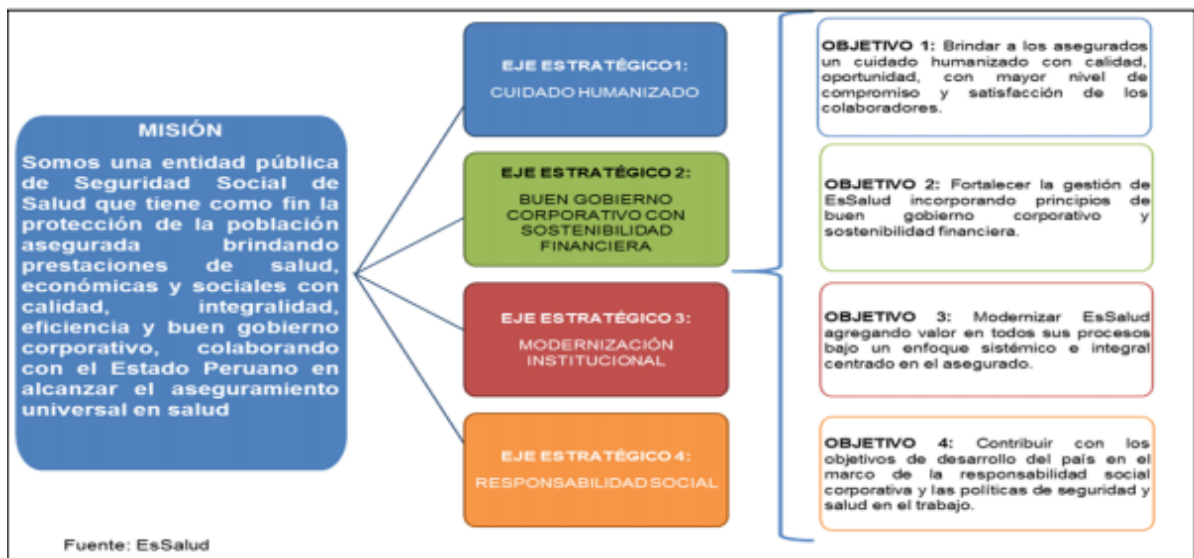 MISIÓN
Somos una entidad pública
de Seguridad Social de
Salud que tiene como fin la
protección de la población
asegurada brindando
prestaciones de salud,
económicas y sociales con
calidad, integralidad,
eficiencia y buen gobierno
corporativo, colaborando
con el Estado Peruano en
alcanzar el aseguramiento
universal en salud
EJE ESTRATÉGICO1:
CUIDADO HUMANIZADO
EJE ESTRATÉGICO 2:
BUEN GOBIERNO
CORPORATIVO CON
SOSTENIBILIDAD
FINANCIERA
EJE ESTRATÉGICO 3:
MODERNIZACIÓN
INSTITUCIONAL
EJE ESTRATÉGICO 4:
RESPONSABILIDAD SOCIAL
OBJETIVO 1: Brindar a los asegurados
un cuidado humanizado con calidad,
oportunidad, con mayor nivel de
compromiso y satisfacción de los
colaboradores.
OBJETIVO 2: Fortalecer la gestión de
EsSalud incorporando principios de
buen gobierno corporativo y
sostenibilidad financiera.
OBJETIVO 3: Modernizar EsSalud
agregando valor en todos sus procesos
bajo un enfoque sistémico e integral
centrado en el asegurado.
OBJETIVO 4: Contribuir con los
objetivos de desarrollo del país en el
marco de la responsabilidad social
corporativa y las políticas de seguridad y
salud en el trabajo.
Fuente: EsSalud